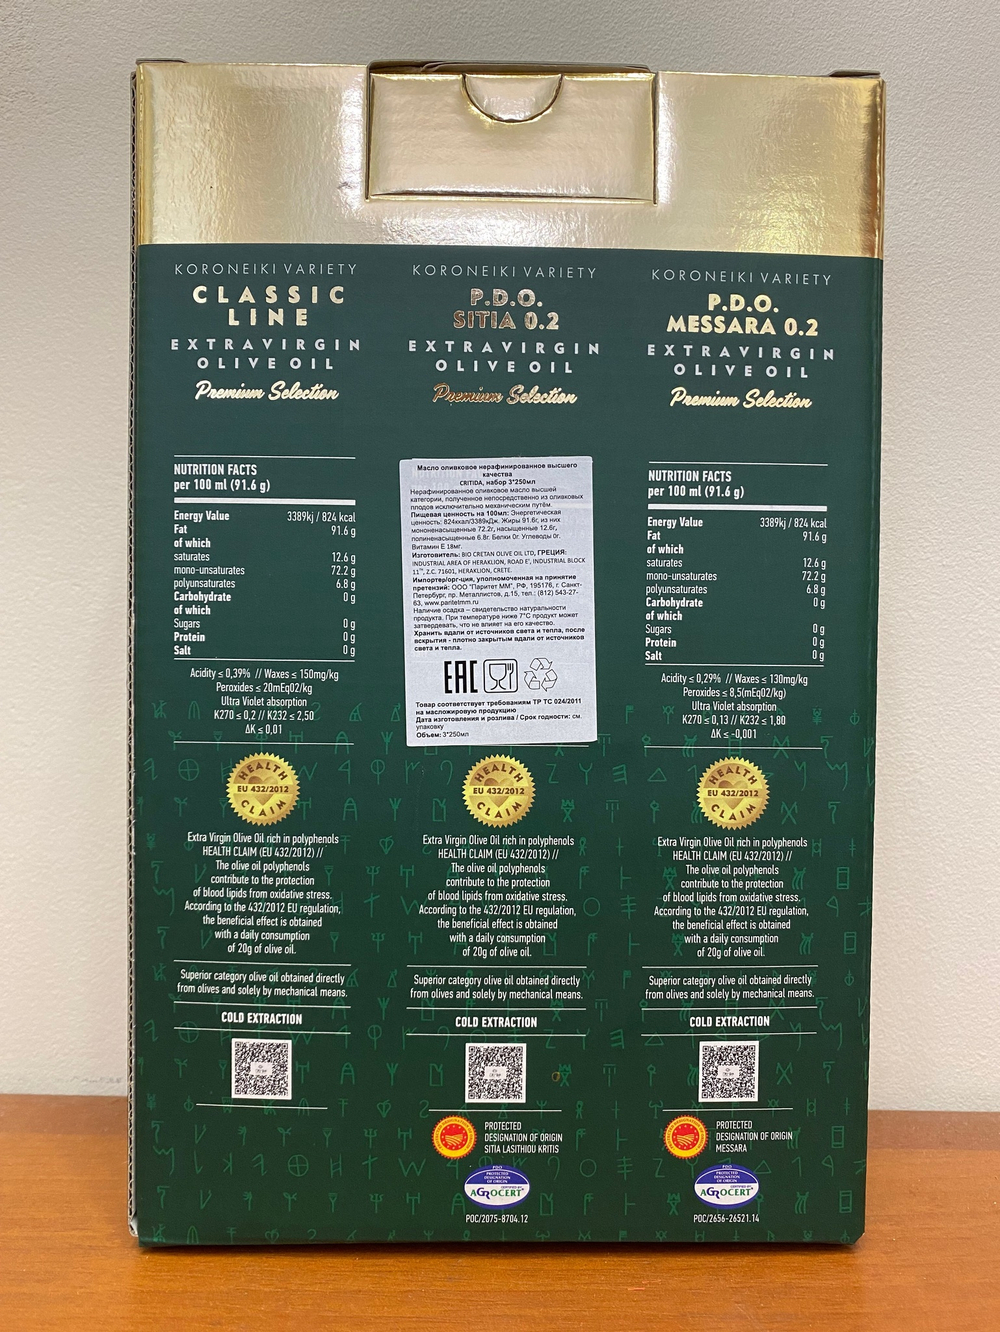 KORONEIKI VARIETY
CLASSIC
LINE
EXTRAVIRGIN
OLIVE OIL
Premium Selection
NUTRITION FACTS
per 100 ml (91.6 g)
Energy Value 3389kj / 824 kcal
Fat 91.6 g
of which
saturates 12.6 g
mono-unsaturates 72.2 g
polyunsaturates 6.8 g
Carbohydrate 0 g
of which
Sugars 0 g
Protein 0 g
Salt 0 g
Acidity ≤ 0,39% // Waxes ≤ 150mg/kg
Peroxides ≤ 20mEqO2/kg
Ultra Violet absorption
K270 ≤ 0,2 // K232 ≤ 2,50
ΔK ≤ 0,01
HEALTH
EU 432/2012
CLAIM
Extra Virgin Olive Oil rich in polyphenols
HEALTH CLAIM (EU 432/2012) //
The olive oil polyphenols
contribute to the protection
of blood lipids from oxidative stress.
According to the 432/2012 EU regulation,
the beneficial effect is obtained
with a daily consumption
of 20g of olive oil.
Superior category olive oil obtained directly
from olives and solely by mechanical means.
COLD EXTRACTION
KORONEIKI VARIETY
P.D.O.
SITIA 0.2
EXTRAVIRGIN
OLIVE OIL
Premium Selection
Масло оливковое нерафинированное высшего
качества
CRITIDA, набор 3*250мл
Нерафинированное оливковое масло высшей
категории, полученное непосредственно из оливковых
плодов исключительно механическим путём.
Пищевая ценность на 100мл: Энергетическая
ценность: 824ккал/3389кДж. Жиры 91.6г, из них
мононенасыщенные 72.2г, насыщенные 12.6г,
полиненасыщенные 6.8г. Белки 0г. Углеводы 0г.
Витамин Е 18мг.
Изготовитель: BIO CRETAN OLIVE OIL LTD, ГРЕЦИЯ:
INDUSTRIAL AREA OF HERAKLION, ROAD E', INDUSTRIAL BLOCK
11", Z.C. 71601, HERAKLION, CRETE.
Импортер/орг-ция, уполномоченная на принятие
претензий: ООО "Паритет ММ", РФ, 195176, г. Санкт-
Петербург, пр. Металлистов, д.15, тел.: (812) 543-27-
63, www.paritetmm.ru
Наличие осадка – свидетельство натуральности
продукта. При температуре ниже 7°С продукт может
затвердевать, что не влияет на его качество.
Хранить вдали от источников света и тепла, после
вскрытия - плотно закрытым вдали от источников
света и тепла.
EAC
Товар соответствует требованиям ТР ТС 024/2011
на масложировую продукцию
Дата изготовления и розлива / Срок годности: см.
упаковку
Объем: 3*250мл
HEALTH
EU 432/2012
CLAIM
Extra Virgin Olive Oil rich in polyphenols
HEALTH CLAIM (EU 432/2012) //
The olive oil polyphenols
contribute to the protection
of blood lipids from oxidative stress.
According to the 432/2012 EU regulation,
the beneficial effect is obtained
with a daily consumption
of 20g of olive oil.
Superior category olive oil obtained directly
from olives and solely by mechanical means.
COLD EXTRACTION
PROTECTED
DESIGNATION OF ORIGIN
SITIA LASITHIOU KRITIS
PDO
PROTECTED
DESIGNATION
OF ORIGIN
CERTIFIED BY
AGROCERT
POC/2075-8704.12
KORONEIKI VARIETY
P.D.O.
MESSARA 0.2
EXTRAVIRGIN
OLIVE OIL
Premium Selection
NUTRITION FACTS
per 100 ml (91.6 g)
Energy Value 3389kj / 824 kcal
Fat 91.6 g
of which
saturates 12.6 g
mono-unsaturates 72.2 g
polyunsaturates 6.8 g
Carbohydrate 0 g
of which
Sugars 0 g
Protein 0 g
Salt 0 g
Acidity ≤ 0,29% // Waxes ≤ 130mg/kg
Peroxides ≤ 8,5(mEqO2/kg)
Ultra Violet absorption
K270 ≤ 0,13 // K232 ≤ 1,80
ΔK ≤ -0,001
HEALTH
EU 432/2012
CLAIM
Extra Virgin Olive Oil rich in polyphenols
HEALTH CLAIM (EU 432/2012) //
The olive oil polyphenols
contribute to the protection
of blood lipids from oxidative stress.
According to the 432/2012 EU regulation,
the beneficial effect is obtained
with a daily consumption
of 20g of olive oil.
Superior category olive oil obtained directly
from olives and solely by mechanical means.
COLD EXTRACTION
PROTECTED
DESIGNATION OF ORIGIN
MESSARA
PDO
PROTECTED
DESIGNATION
OF ORIGIN
CERTIFIED BY
AGROCERT
POC/2656-26521.14